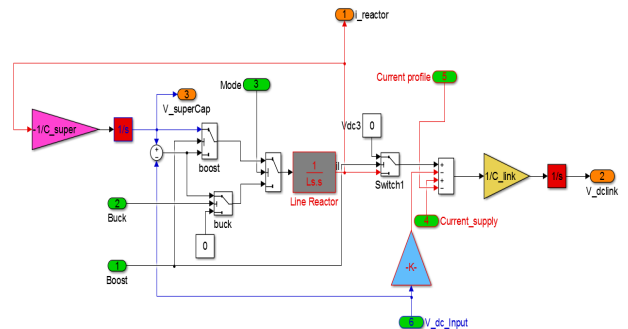 1
i_reactor
Current profile
5
Mode
3
3
V_superCap
-1/C_super
1/s
+
-
boost
Vdc3
0
1
Ls.s
Line Reactor
il
Switch1
+
-
+
-
1/C_link
1/s
2
V_dclink
2
Buck
buck
0
4
Current_supply
-K-
1
Boost
6
V_dc_Input